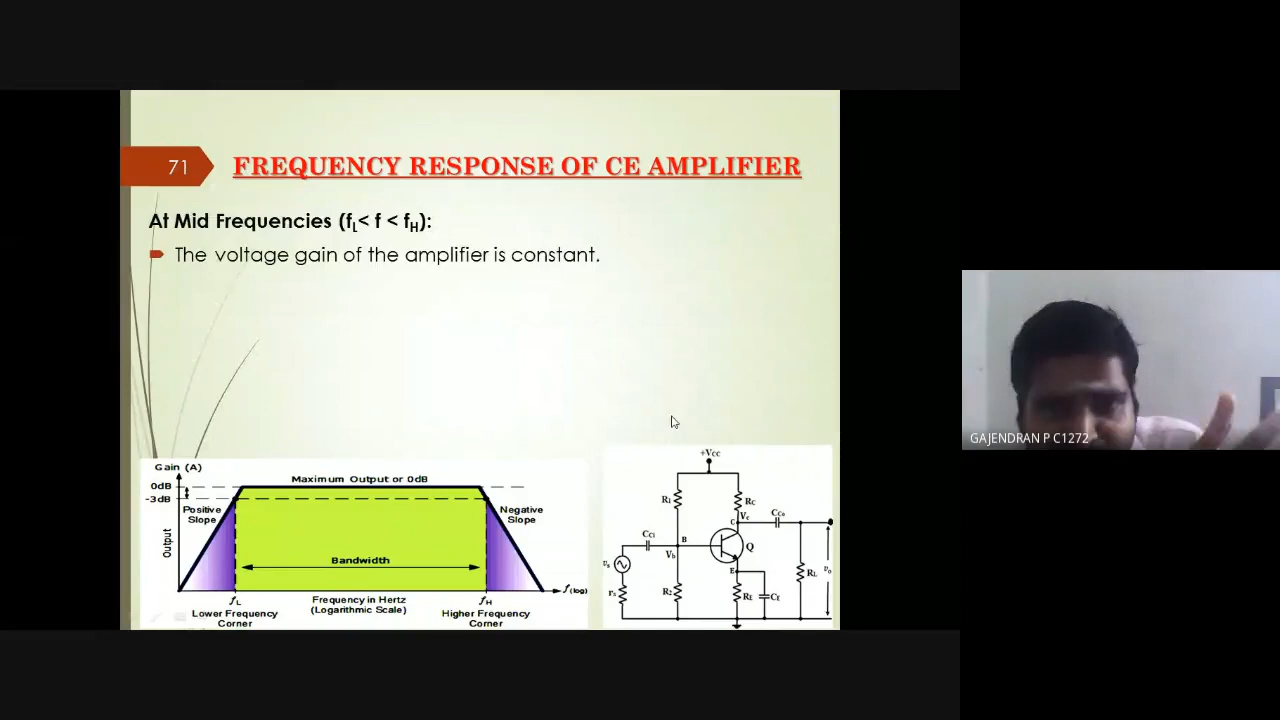 71
FREQUENCY RESPONSE OF CE AMPLIFIER
At Mid Frequencies (fL< f < fH):
The voltage gain of the amplifier is constant.
Gain (A)
0dB
-3dB
Maximum Output or 0dB
Positive
Slope
Negative
Slope
Output
Bandwidth
fL
Frequency in Hertz
(Logarithmic Scale)
fH
f(log)
Lower Frequency
Corner
Higher Frequency
Corner
+VCC
R1
RC
Vc
C
CCo
CCi
B
Vb
Q
E
vs
rs
R2
RE
CE
RL
vo
GAJENDRAN P C1272